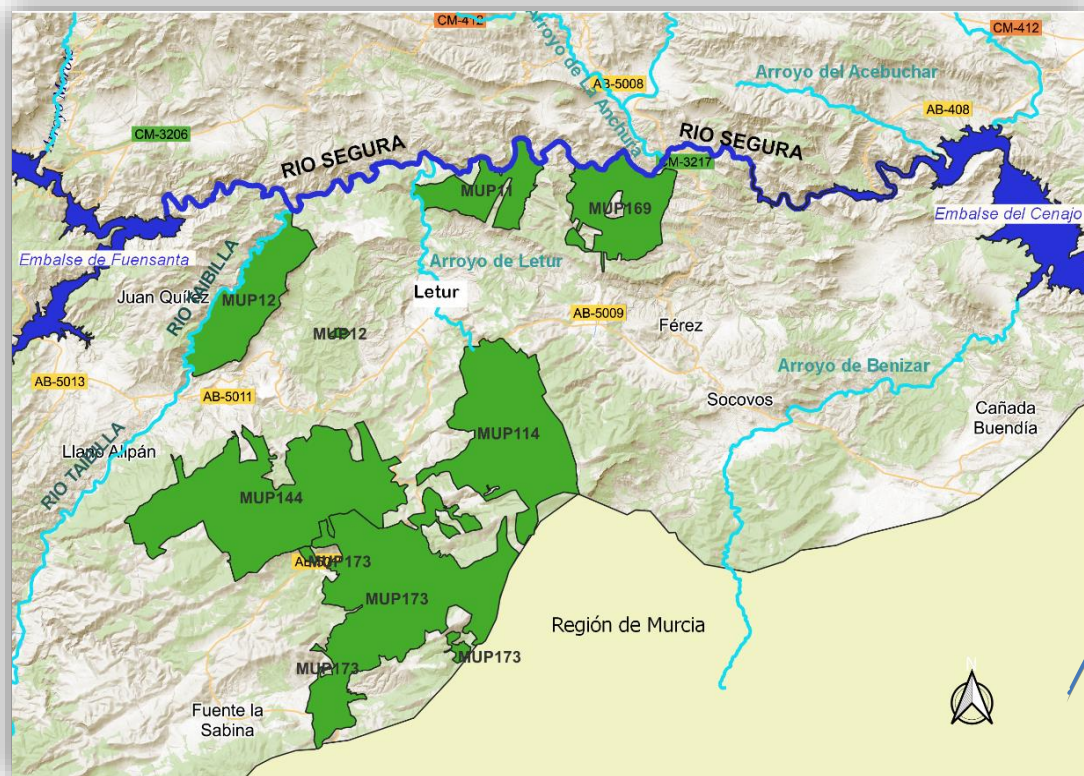 CM-412
CM-412
Arroyo de La Anchura
AB-5008
Arroyo del Acebuchar
AB-408
CM-3206
RIO SEGURA
RIO SEGURA
CM-3217
MUP11
MUP169
Embalse del Cenajo
Embalse de Fuensanta
RIO TAIBILLA
Arroyo de Letur
Juan Quílez
MUP12
Letur
AB-5009
MUP12
Férez
Arroyo de Benizar
AB-5013
AB-5011
Socovos
Cañada
Buendía
MUP114
Llano Alipán
RIO TAIBILLA
MUP144
MUP173
MUP173
Región de Murcia
MUP173
MUP173
Fuente la
Sabina
N